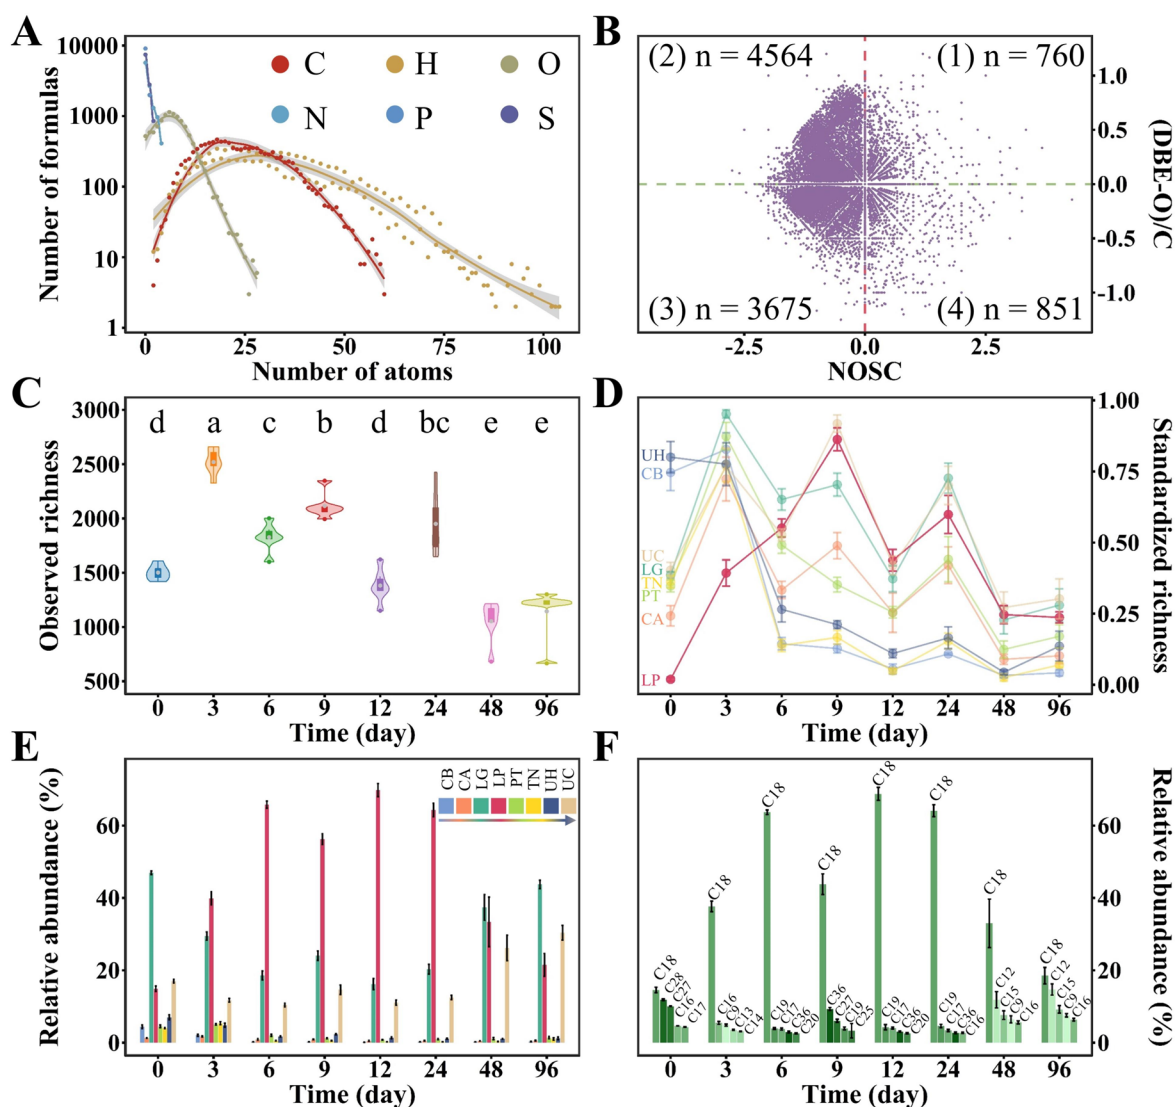 A
Number of formulas
10000
1000
100
10
1
C
H
O
N
P
S
0
25
50
75
100
Number of atoms
B
(2) n = 4564
(1) n = 760
(3) n = 3675
(4) n = 851
1.0
0.5
0.0
-0.5
-1.0
(DBE-O)/C
-2.5
0.0
2.5
NOSC
C
Observed richness
3000
2500
2000
1500
1000
500
d
a
c
b
d
bc
e
e
0
3
6
9
12
24
48
96
Time (day)
D
UH
CB
UC
LG
TN
PT
CA
LP
1.00
0.75
0.50
0.25
0.00
Standardized richness
0
3
6
9
12
24
48
96
Time (day)
E
Relative abundance (%)
60
40
20
0
CB
CA
LG
LP
PT
TN
UH
UC
0
3
6
9
12
24
48
96
Time (day)
F
C18
C28
C27
C16
C17
C18
C16
C13
C14
C18
C19
C17
C36
C20
C18
C36
C27
C19
C25
C18
C19
C17
C36
C20
C18
C19
C17
C36
C16
C18
C12
C15
C9
C16
C18
C12
C15
C9
C16
60
40
20
0
Relative abundance (%)
0
3
6
9
12
24
48
96
Time (day)